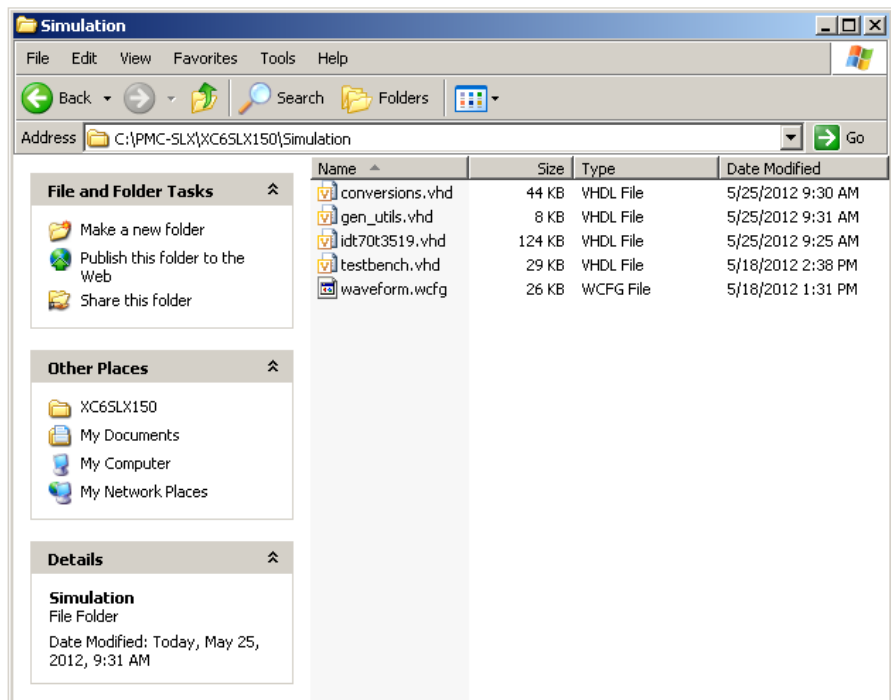 Simulation
File Edit View Favorites Tools Help
Back Search Folders
Address C:\PMC-SLX\XC6SLX150\Simulation Go
File and Folder Tasks
Make a new folder
Publish this folder to the
Web
Share this folder
Other Places
XC6SLX150
My Documents
My Computer
My Network Places
Details
Simulation
File Folder
Date Modified: Today, May 25,
2012, 9:31 AM
Name Size Type Date Modified
conversions.vhd 44 KB VHDL File 5/25/2012 9:30 AM
gen_utils.vhd 8 KB VHDL File 5/25/2012 9:31 AM
idt70t3519.vhd 124 KB VHDL File 5/25/2012 9:25 AM
testbench.vhd 29 KB VHDL File 5/18/2012 2:38 PM
waveform.wcfg 26 KB WCFG File 5/18/2012 1:31 PM